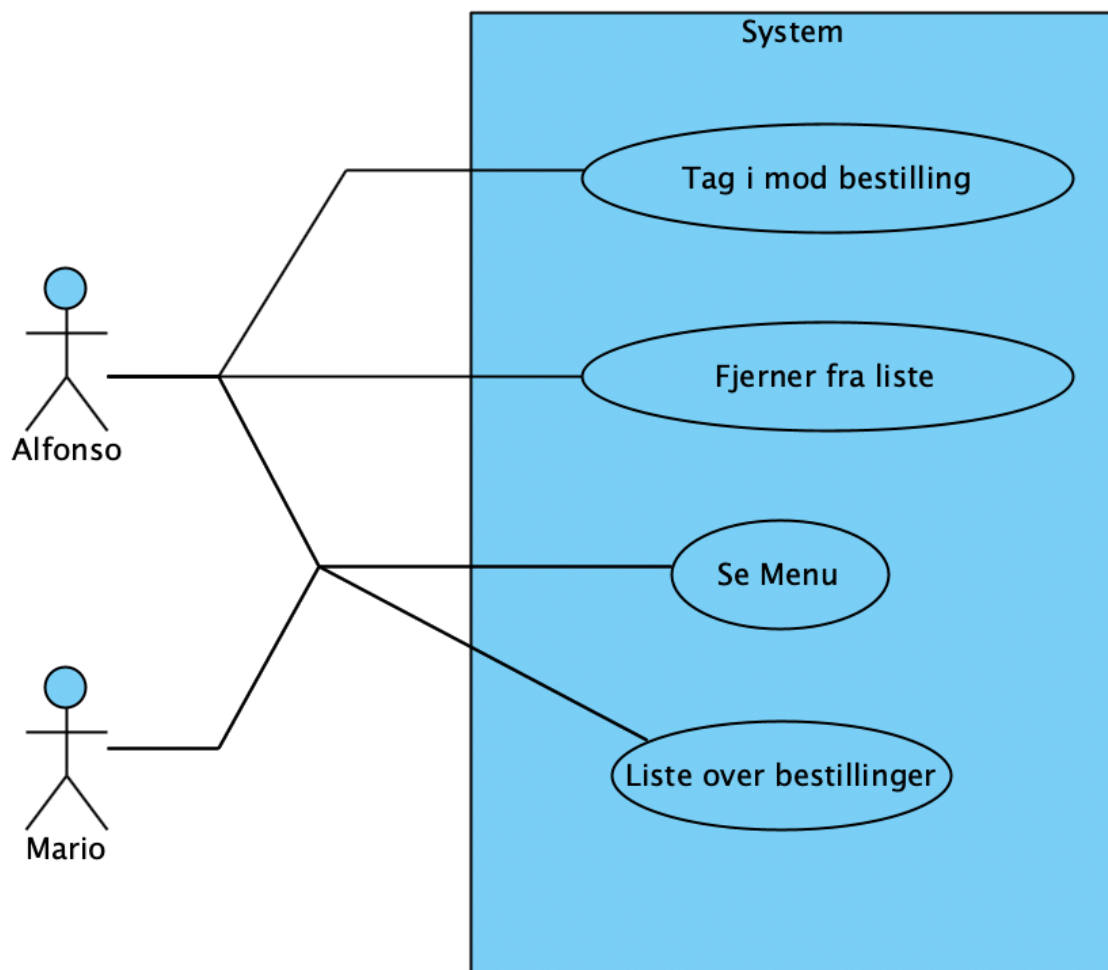 System
Tag i mod bestilling
Fjerner fra liste
Alfonso
Se Menu
Liste over bestillinger
Mario